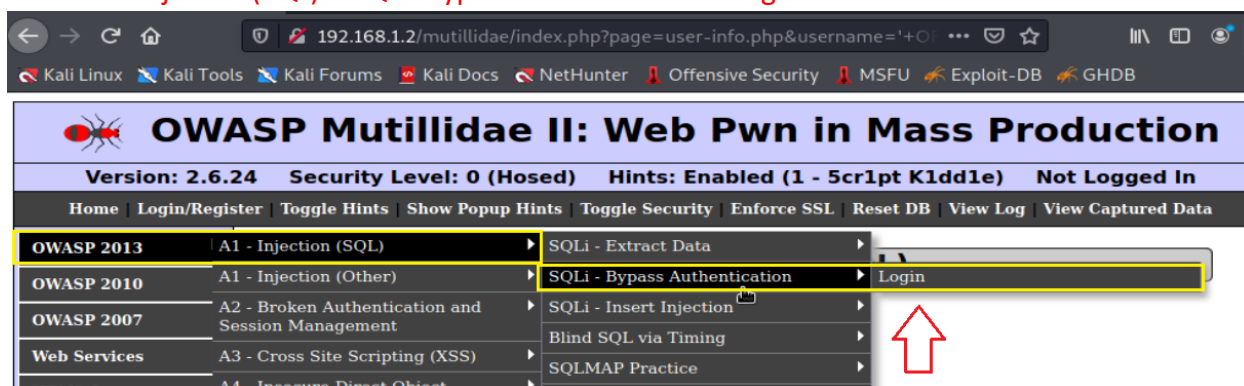 192.168.1.2/mutillidae/index.php?page=user-info.php&username='+O
Kali Linux Kali Tools Kali Forums Kali Docs NetHunter Offensive Security MSFU Exploit-DB GHDB
OWASP Mutillidae II: Web Pwn in Mass Production
Version: 2.6.24 Security Level: 0 (Hosed) Hints: Enabled (1 - 5cr1pt K1dd1e) Not Logged In
Home | Login/Register | Toggle Hints | Show Popup Hints | Toggle Security | Enforce SSL | Reset DB | View Log | View Captured Data
OWASP 2013 A1 - Injection (SQL) SQLi - Extract Data
OWASP 2010 A1 - Injection (Other) SQLi - Bypass Authentication Login
OWASP 2007 A2 - Broken Authentication and
Session Management SQLi - Insert Injection
Blind SQL via Timing
Web Services A3 - Cross Site Scripting (XSS) SQLMAP Practice